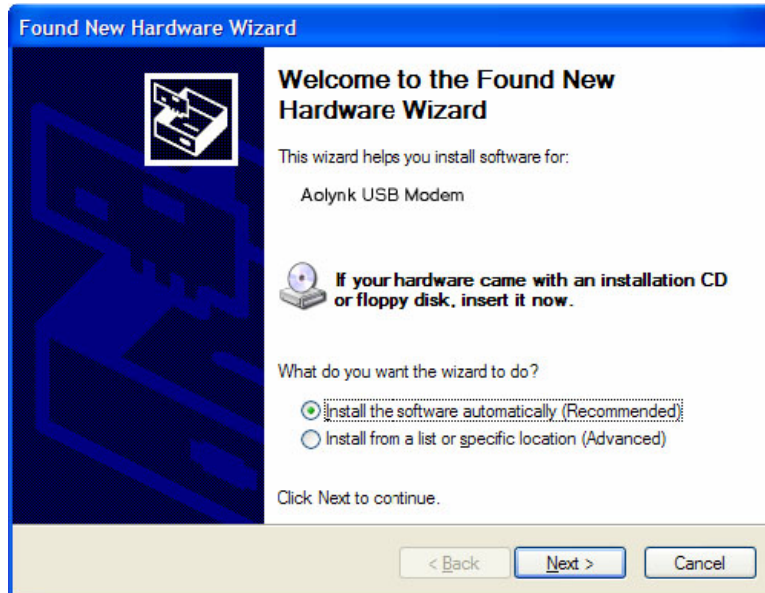 Found New Hardware Wizard
Welcome to the Found New
Hardware Wizard
This wizard helps you install software for:
Aolynk USB Modem
If your hardware came with an installation CD
or floppy disk, insert it now.
What do you want the wizard to do?
Install the software automatically (Recommended)
Install from a list or specific location (Advanced)
Click Next to continue.
< Back
Next >
Cancel